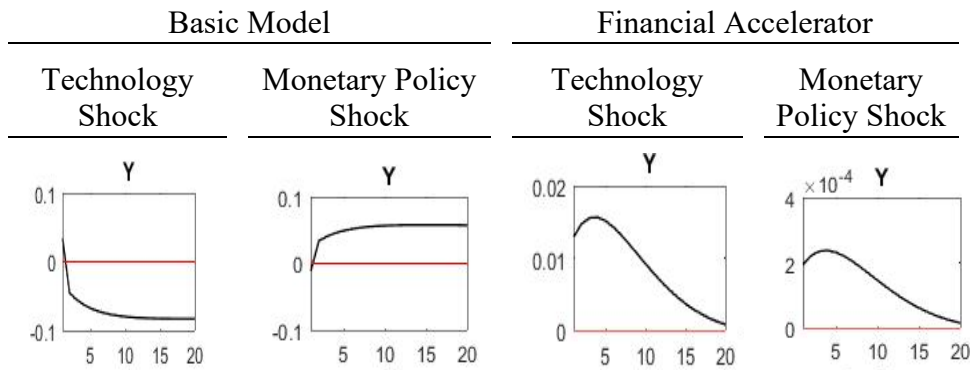 Basic Model Financial Accelerator
Technology Shock Monetary Policy Shock Technology Shock Monetary Policy Shock
Y
0.1
0
-0.1
5 10 15 20
Y
0.1
0
-0.1
5 10 15 20
Y
0.02
0.01
0
5 10 15 20
×10⁻⁴ Y
4
2
0
5 10 15 20